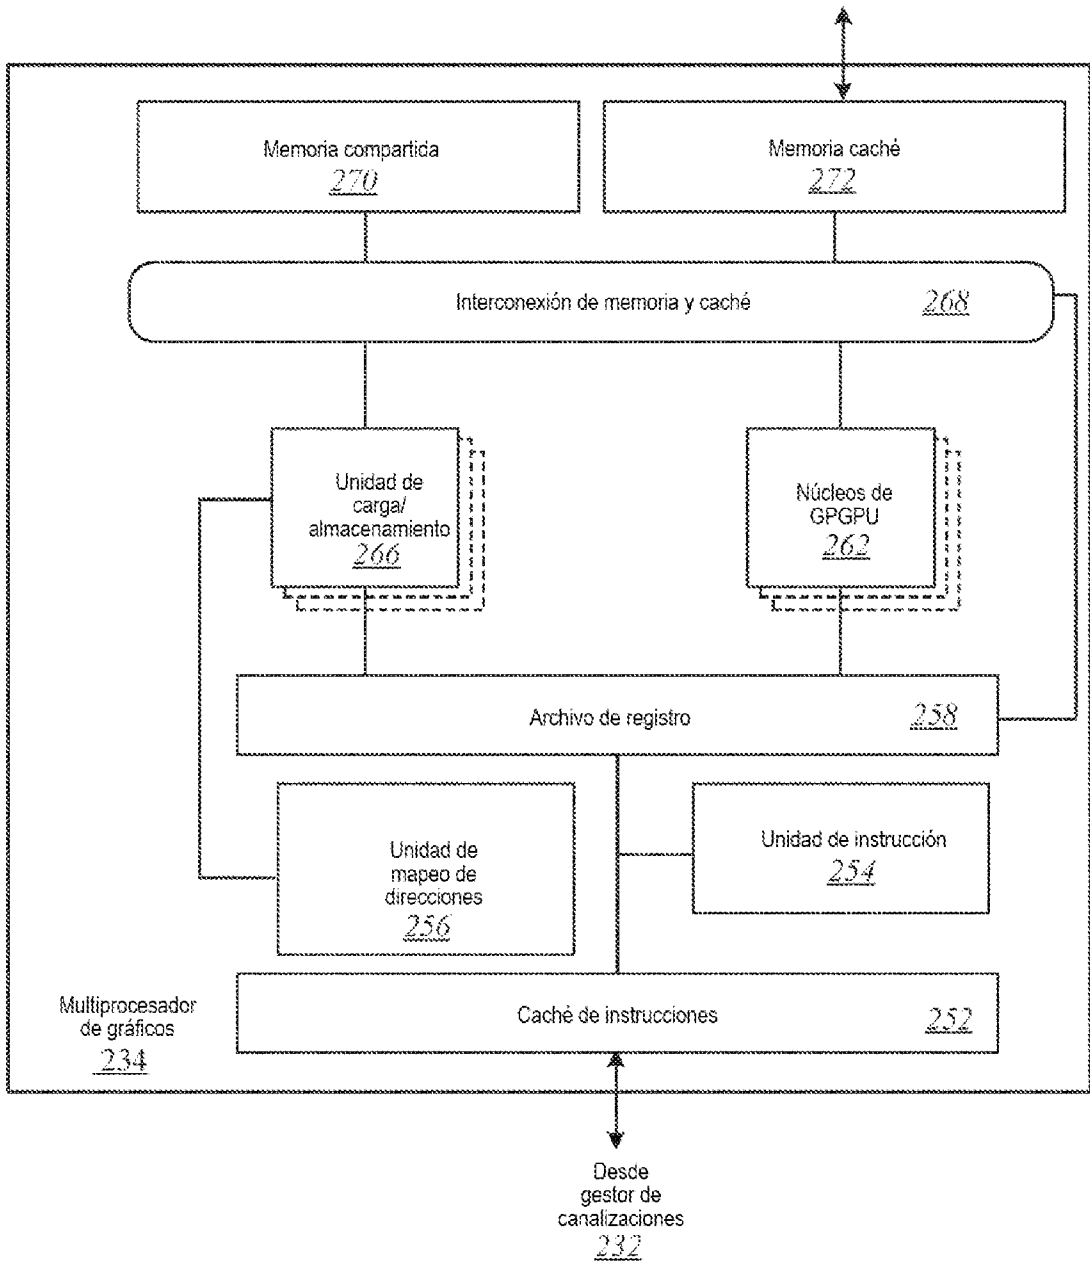 Memoria compartida
270
Memoria caché
272
Interconexión de memoria y caché
268
Unidad de
carga/
almacenamiento
266
Núcleos de
GPGPU
262
Archivo de registro
258
Unidad de
mapeo de
direcciones
256
Unidad de instrucción
254
Caché de instrucciones
252
Multiprocesador
de gráficos
234
Desde
gestor de
canalizaciones
232